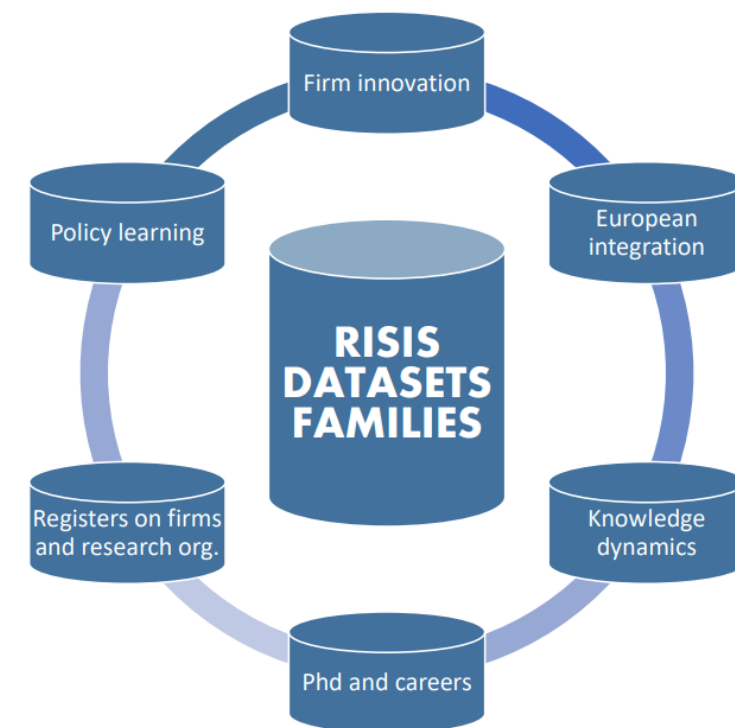 Firm innovation
Policy learning
European
integration
RISIS
DATASETS
FAMILIES
Registers on firms
and research org.
Knowledge
dynamics
Phd and careers